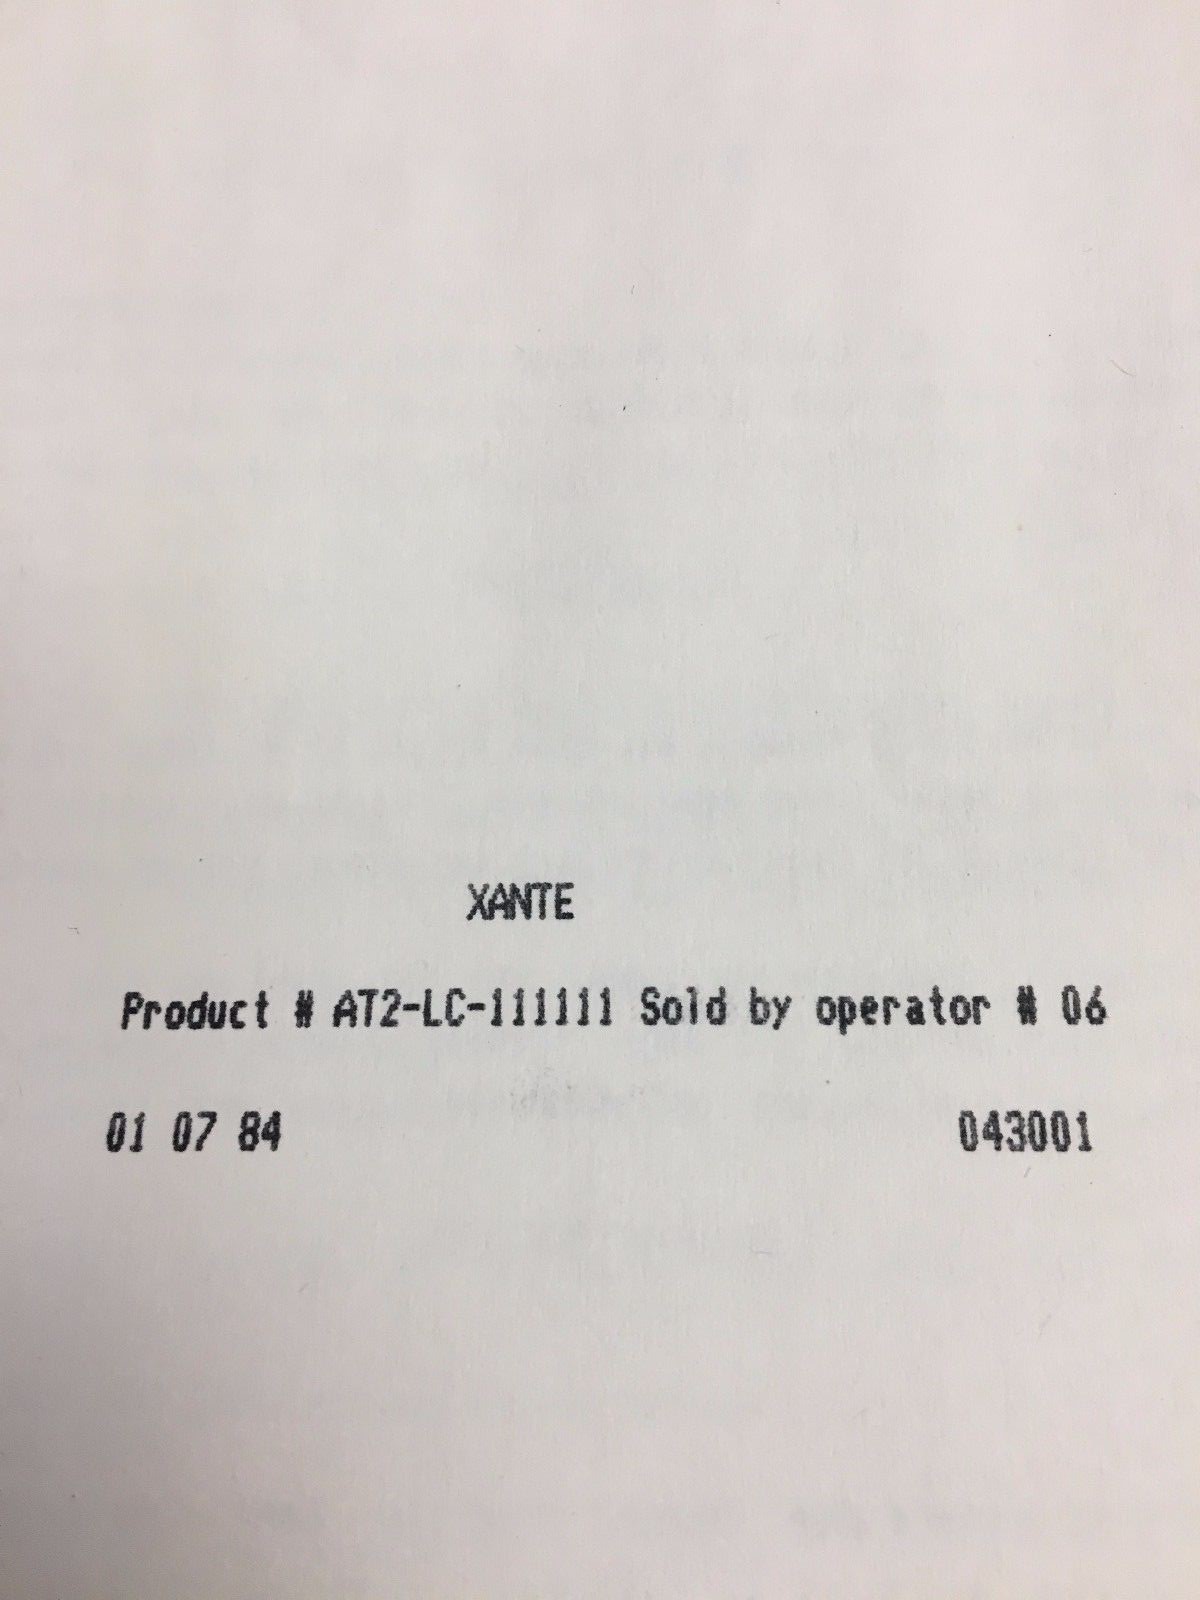 XANTE
Product # AT2-LC-111111 Sold by operator # 06
01 07 84 043001